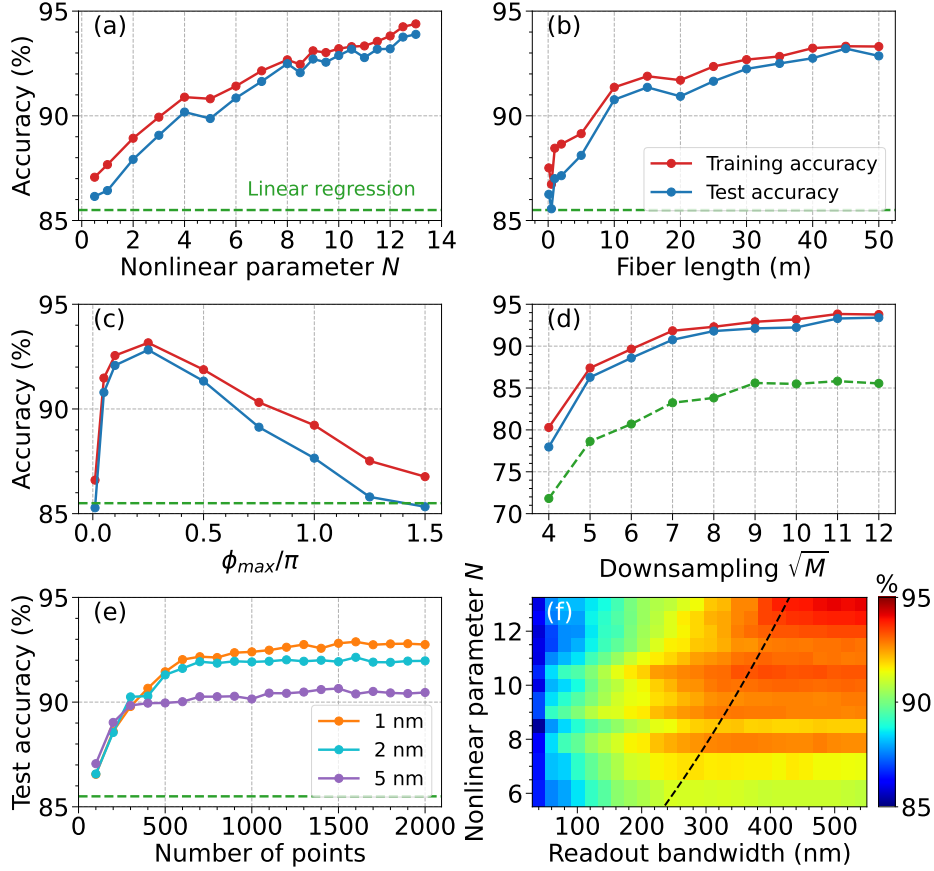 (a)
95
90
85
Accuracy (%)
Linear regression
0 2 4 6 8 10 12 14
Nonlinear parameter N
(b)
95
90
85
Training accuracy
Test accuracy
0 10 20 30 40 50
Fiber length (m)
(c)
95
90
85
Accuracy (%)
0.0 0.5 1.0 1.5
ϕ_max/π
(d)
95
90
85
80
75
70
4 5 6 7 8 9 10 11 12
Downsampling √M
(e)
95
90
85
Test accuracy (%)
1 nm
2 nm
5 nm
0 500 1000 1500 2000
Number of points
(f)
12
10
8
6
Nonlinear parameter N
100 200 300 400 500
Readout bandwidth (nm)
%
95
90
85